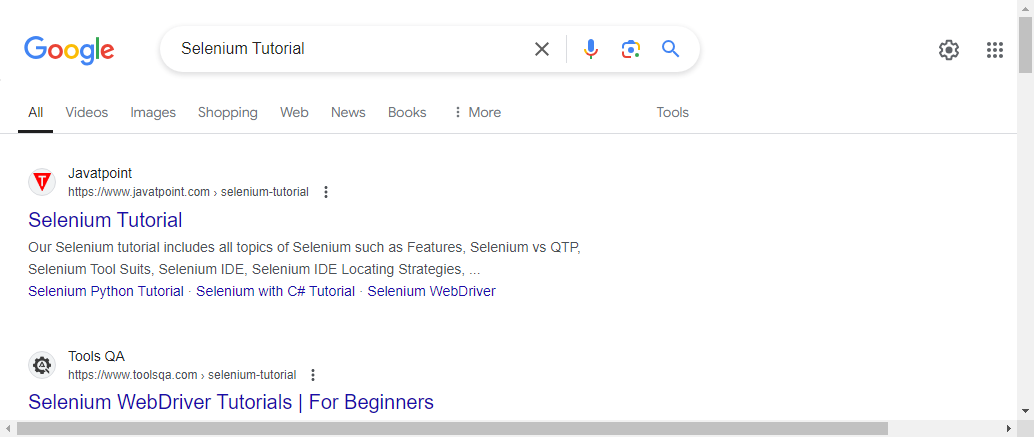 Google
Selenium Tutorial
All Videos Images Shopping Web News Books More Tools
Javatpoint
https://www.javatpoint.com › selenium-tutorial
Selenium Tutorial
Our Selenium tutorial includes all topics of Selenium such as Features, Selenium vs QTP,
Selenium Tool Suits, Selenium IDE, Selenium IDE Locating Strategies, ...
Selenium Python Tutorial · Selenium with C# Tutorial · Selenium WebDriver
Tools QA
https://www.toolsqa.com › selenium-tutorial
Selenium WebDriver Tutorials | For Beginners